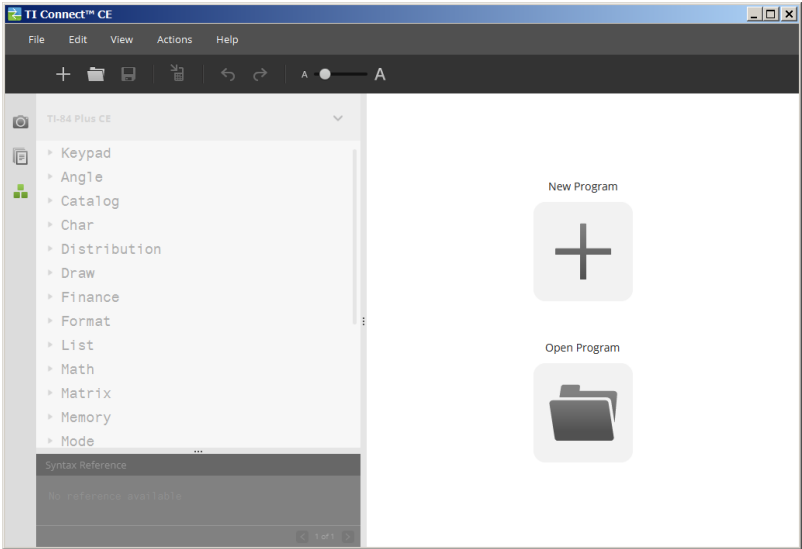 TI Connect™ CE
File Edit View Actions Help
A A
TI-84 Plus CE
Keypad
Angle
Catalog
Char
Distribution
Draw
Finance
Format
List
Math
Matrix
Memory
Mode
Syntax Reference
No reference available
1 of 1
New Program
Open Program